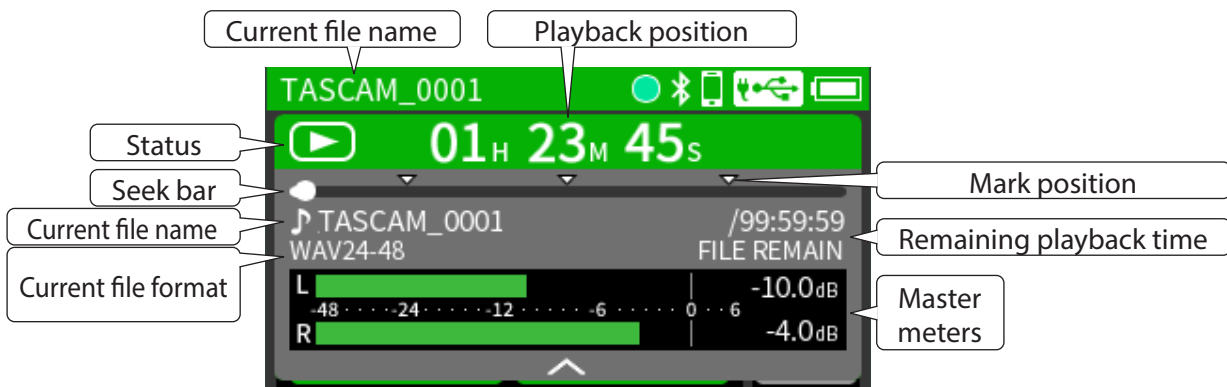 Current file name
Playback position
TASCAM_0001
Status
01H 23M 45S
Seek bar
Mark position
Current file name
TASCAM_0001
/99:59:59
Remaining playback time
Current file format
WAV24-48
FILE REMAIN
L
-10.0dB
-48 · · · · -24 · · · · · -12 · · · · · -6 · · · · · 0 · · 6
R
-4.0dB
Master
meters